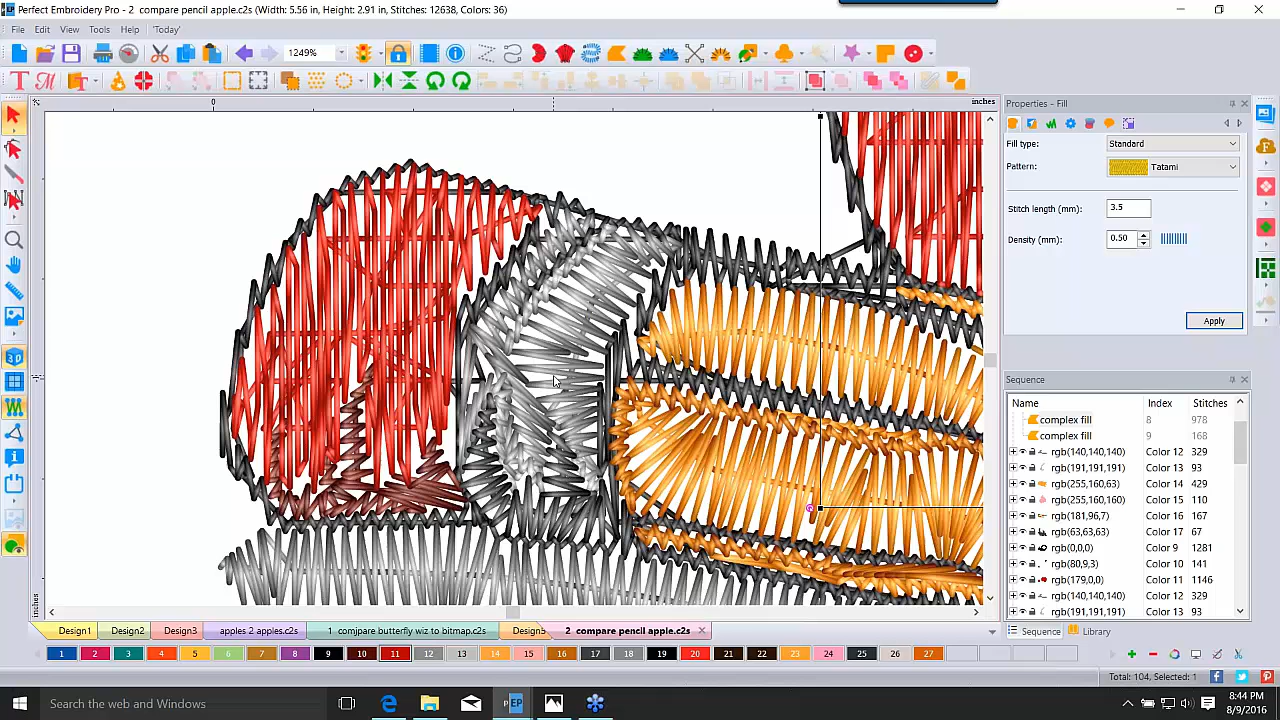 Perfect Embroidery Pro - 2 compare pencil apple.c2s (Width: 5.56 in, Height: 2.91 in, Stitches: 12638, Colors: 36)
File Edit View Tools Help 'Today'
1249%
0 inches
Properties - Fill
Fill type: Standard
Pattern: Tatami
Stitch length (mm): 3.5
Density (mm): 0.50
Apply
Sequence
Name Index Stitches
complex fill 8 978
complex fill 9 168
rgb(140,140,140) Color 12 329
rgb(191,191,191) Color 13 93
rgb(255,160,63) Color 14 429
rgb(255,160,160) Color 15 110
rgb(181,96,7) Color 16 167
rgb(63,63,63) Color 17 67
rgb(0,0,0) Color 9 1281
rgb(80,9,3) Color 10 141
rgb(179,0,0) Color 11 1146
rgb(140,140,140) Color 12 329
rgb(191,191,191) Color 13 93
inches
Design1 Design2 Design3 apples 2 apples.c2s 1 comjpare butterfly wiz to bitmap.c2s Design5 2 compare pencil apple.c2s
Sequence Library
1 2 3 4 5 6 7 8 9 10 11 12 13 14 15 16 17 18 19 20 21 22 23 24 25 26 27
Total: 104, Selected: 1
Search the web and Windows
PEP
8:44 PM
8/9/2016